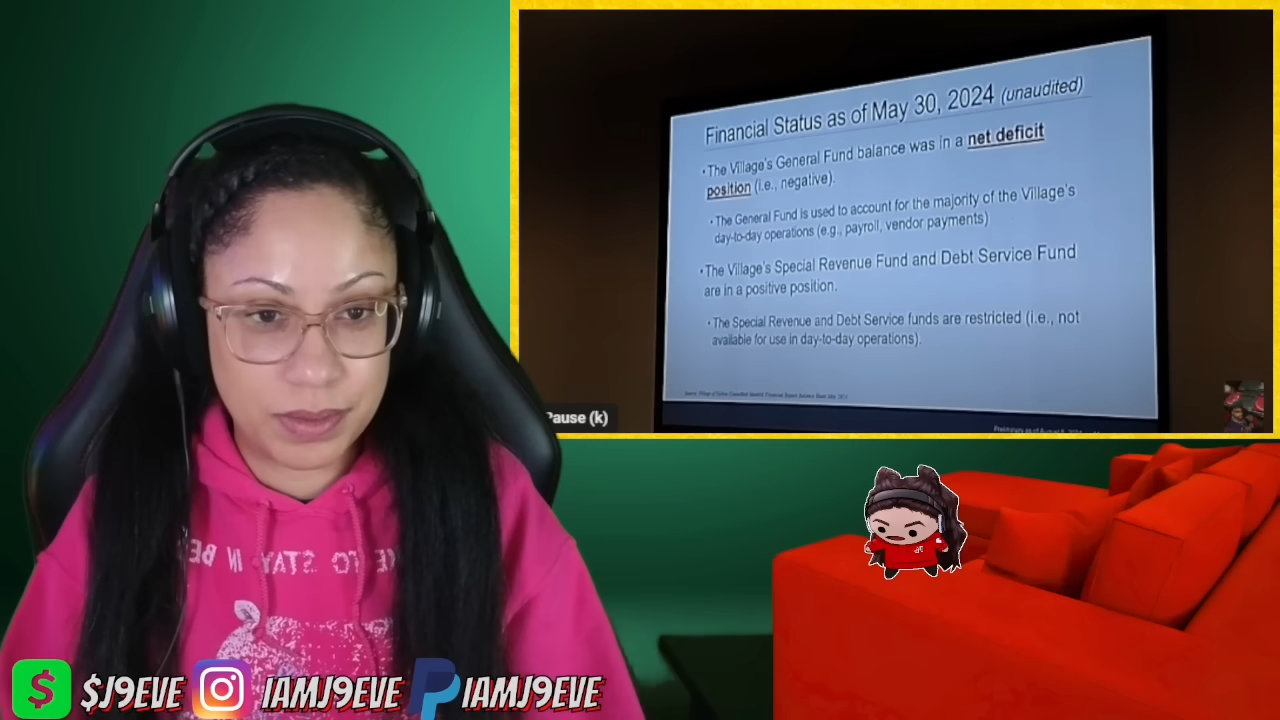 Financial Status as of May 30, 2024 (unaudited)
•The Village's General Fund balance was in a net deficit
position (i.e., negative).
•The General Fund is used to account for the majority of the Village's
day-to-day operations (e.g., payroll, vendor payments)
•The Village's Special Revenue Fund and Debt Service Fund
are in a positive position.
•The Special Revenue and Debt Service funds are restricted (i.e., not
available for use in day-to-day operations).
Pause (k)
$J9EVE
IAMJ9EVE
IAMJ9EVE